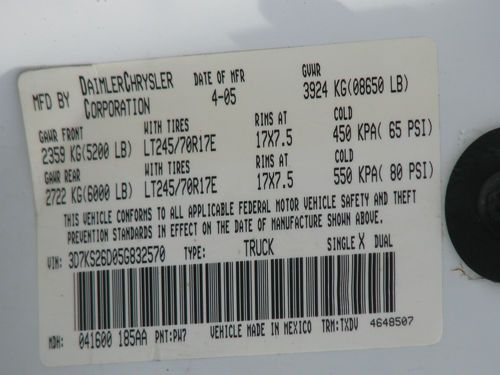 MFD BY DAIMLERCHRYSLER CORPORATION DATE OF MFR 4-05 GVWR 3924 KG(08650 LB)
GAWR FRONT WITH TIRES RIMS AT COLD
2359 KG(5200 LB) LT245/70R17E 17X7.5 450 KPA( 65 PSI)
GAWR REAR WITH TIRES RIMS AT COLD
2722 KG(6000 LB) LT245/70R17E 17X7.5 550 KPA( 80 PSI)
THIS VEHICLE CONFORMS TO ALL APPLICABLE FEDERAL MOTOR VEHICLE SAFETY AND THEFT
PREVENTION STANDARDS IN EFFECT ON THE DATE OF MANUFACTURE SHOWN ABOVE.
VIN: 3D7KS26D05G832570 TYPE: TRUCK SINGLE X DUAL
MDH: 041600 185AA PNT:PW7 VEHICLE MADE IN MEXICO TRM:TXDV 4648507